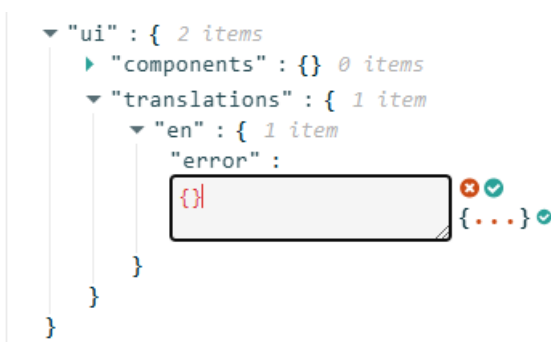 "ui" : { 2 items
"components" : {} 0 items
"translations" : { 1 item
"en" : { 1 item
"error" :
{}
{...}
}
}
}